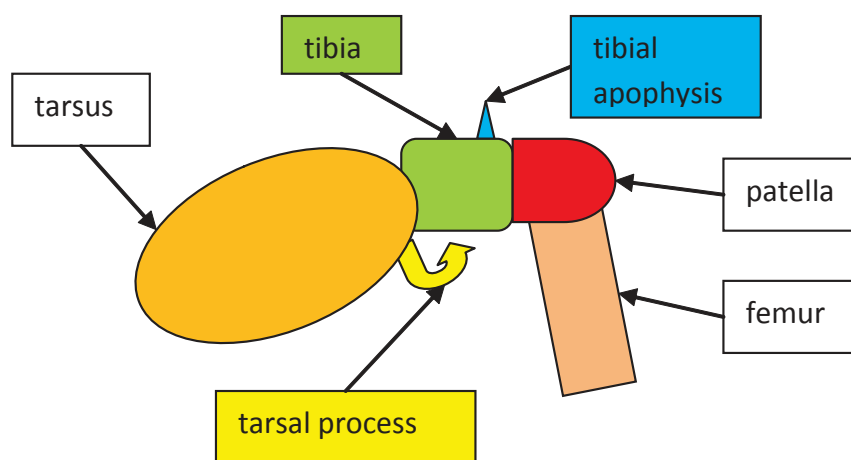 tibia
tibial
apophysis
tarsus
patella
femur
tarsal process